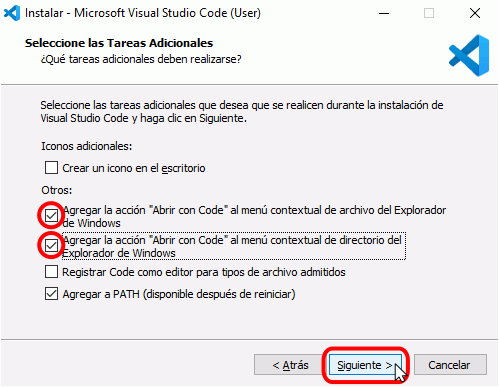 Instalar - Microsoft Visual Studio Code (User)
Seleccione las Tareas Adicionales
¿Qué tareas adicionales deben realizarse?
Seleccione las tareas adicionales que desea que se realicen durante la instalación de
Visual Studio Code y haga clic en Siguiente.
Iconos adicionales:
Crear un icono en el escritorio
Otros:
Agregar la acción "Abrir con Code" al menú contextual de archivo del Explorador
de Windows
Agregar la acción "Abrir con Code" al menú contextual de directorio del
Explorador de Windows
Registrar Code como editor para tipos de archivo admitidos
Agregar a PATH (disponible después de reiniciar)
< Atrás
Siguiente >
Cancelar